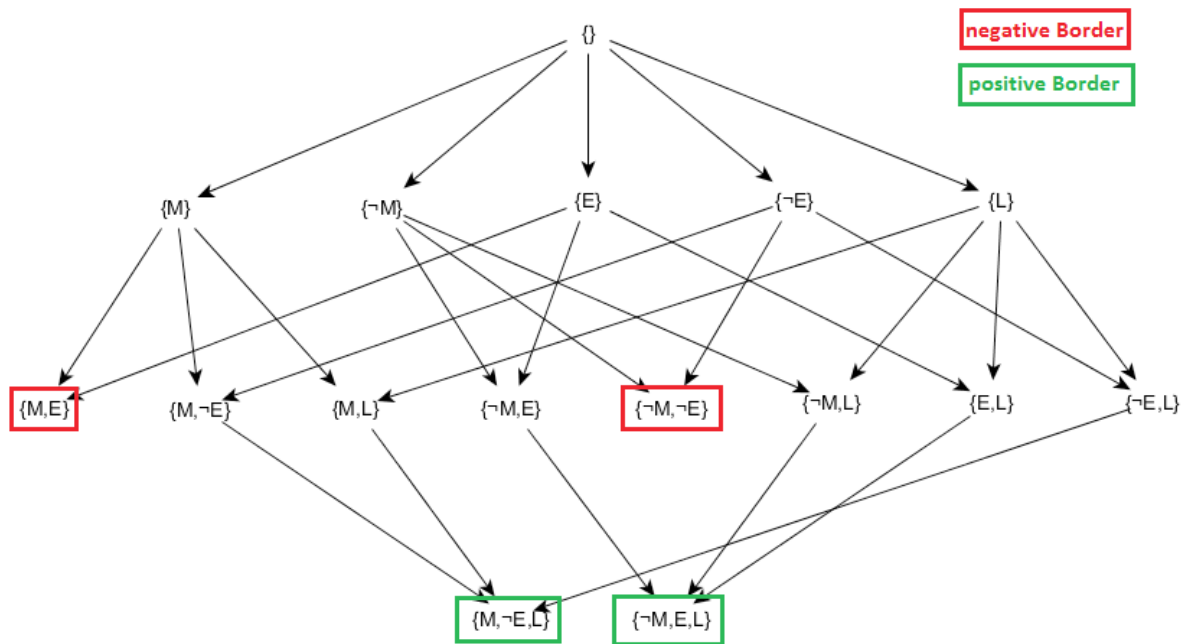 {}
negative Border
positive Border
{M}
{¬M}
{E}
{¬E}
{L}
{M,E}
{M,¬E}
{M,L}
{¬M,E}
{¬M,¬E}
{¬M,L}
{E,L}
{¬E,L}
{M,¬E,L}
{¬M,E,L}